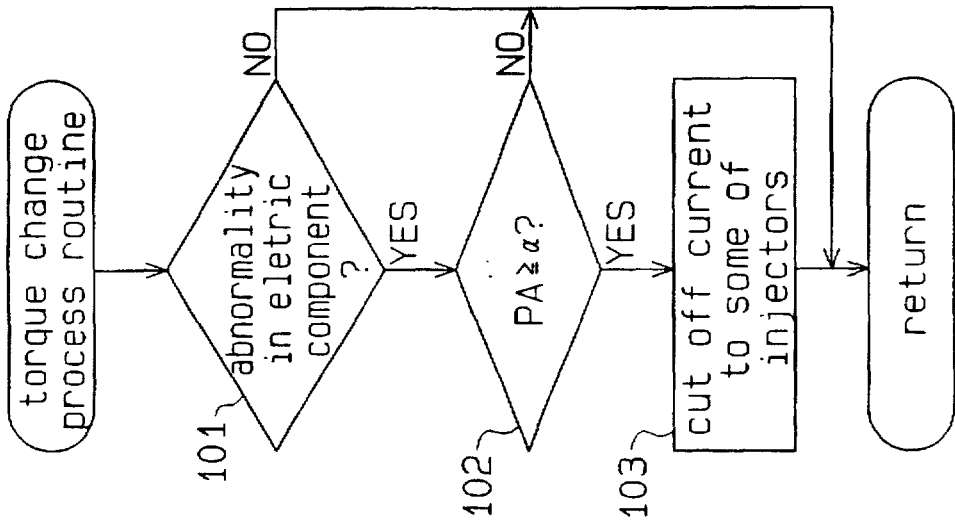 torque change
process routine
101
abnormality
in eletric
component
?
NO
YES
102
PA≧α?
NO
YES
103
cut off current
to some of
injectors
return